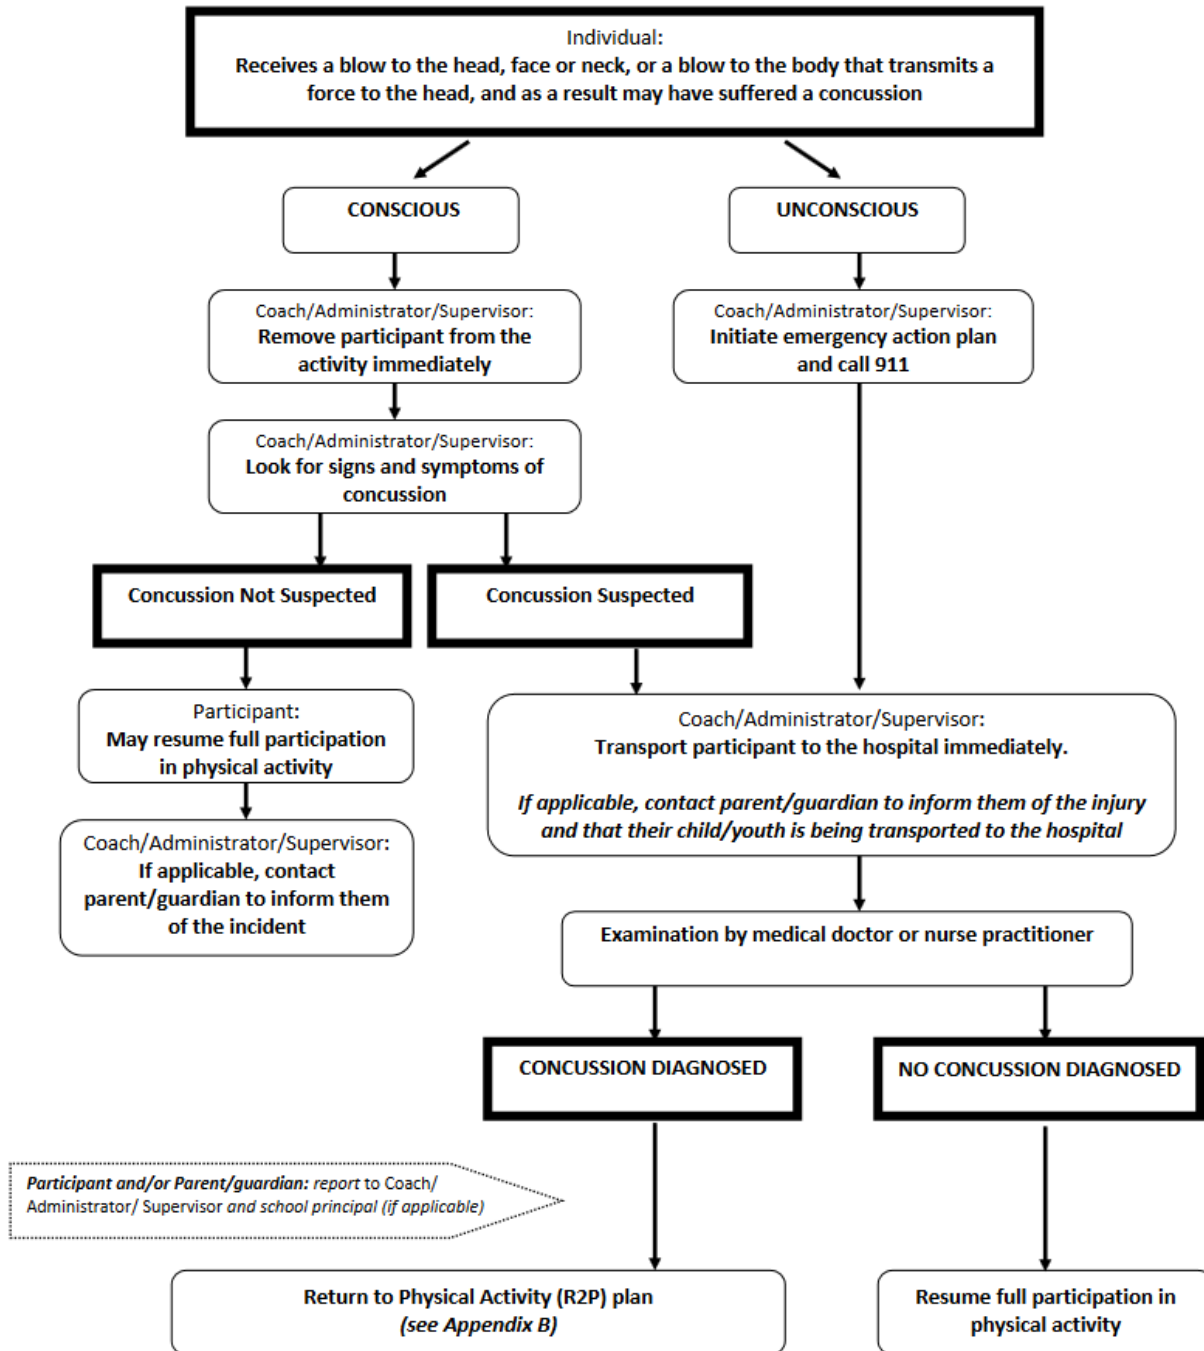 Individual:
Receives a blow to the head, face or neck, or a blow to the body that transmits a
force to the head, and as a result may have suffered a concussion
CONSCIOUS
UNCONSCIOUS
Coach/Administrator/Supervisor:
Remove participant from the
activity immediately
Coach/Administrator/Supervisor:
Initiate emergency action plan
and call 911
Coach/Administrator/Supervisor:
Look for signs and symptoms of
concussion
Concussion Not Suspected
Concussion Suspected
Participant:
May resume full participation
in physical activity
Coach/Administrator/Supervisor:
Transport participant to the hospital immediately.
If applicable, contact parent/guardian to inform them of the injury
and that their child/youth is being transported to the hospital
Coach/Administrator/Supervisor:
If applicable, contact
parent/guardian to inform them
of the incident
Examination by medical doctor or nurse practitioner
CONCUSSION DIAGNOSED
NO CONCUSSION DIAGNOSED
Participant and/or Parent/guardian: report to Coach/
Administrator/ Supervisor and school principal (if applicable)
Return to Physical Activity (R2P) plan
(see Appendix B)
Resume full participation in
physical activity